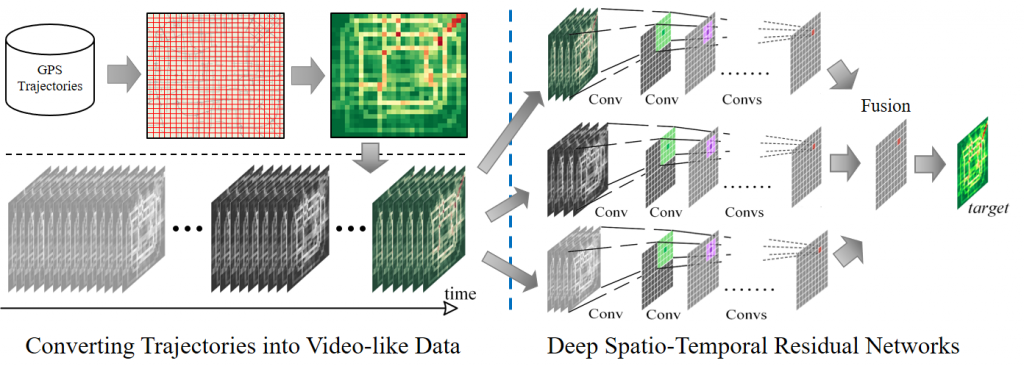 GPS
Trajectories
time
Converting Trajectories into Video-like Data
Conv Conv Convs
Conv Conv Convs
Conv Conv Convs
Fusion
target
Deep Spatio-Temporal Residual Networks